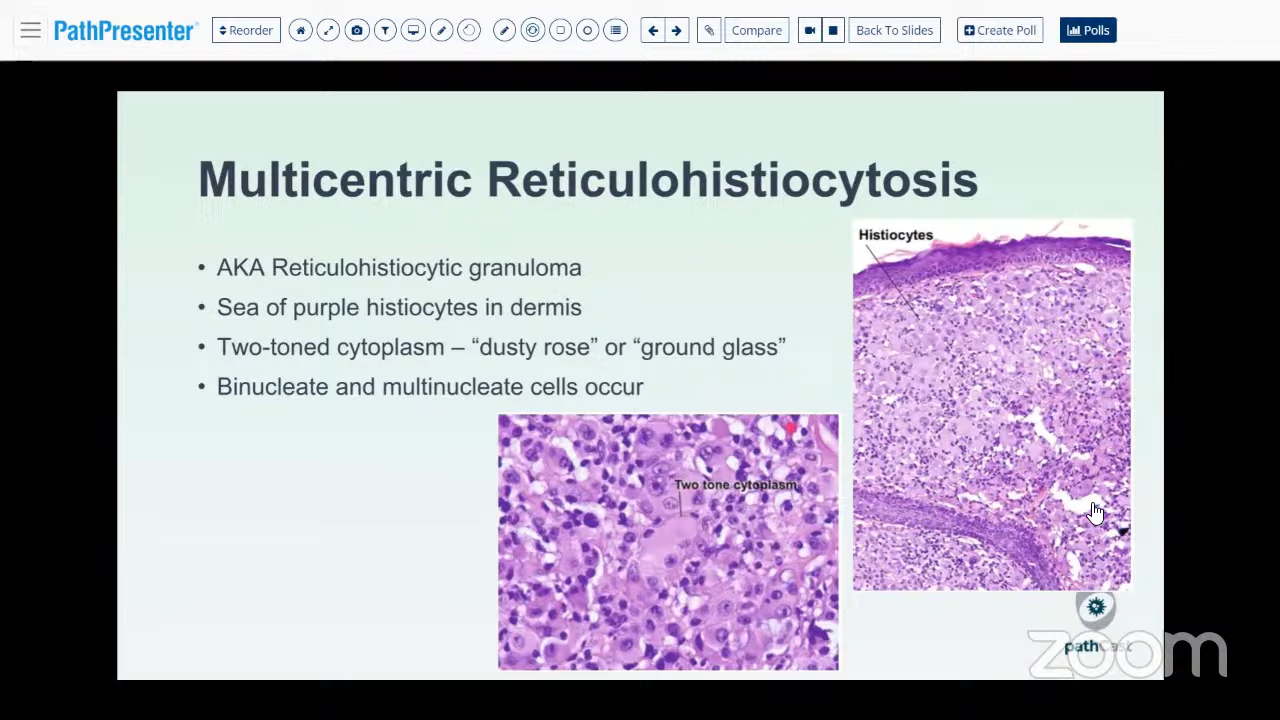 PathPresenter
Reorder
Compare
Back To Slides
Create Poll
Polls
Multicentric Reticulohistiocytosis
• AKA Reticulohistiocytic granuloma
• Sea of purple histiocytes in dermis
• Two-toned cytoplasm – “dusty rose” or “ground glass”
• Binucleate and multinucleate cells occur
Histiocytes
Two tone cytoplasm
pathCast
zoom